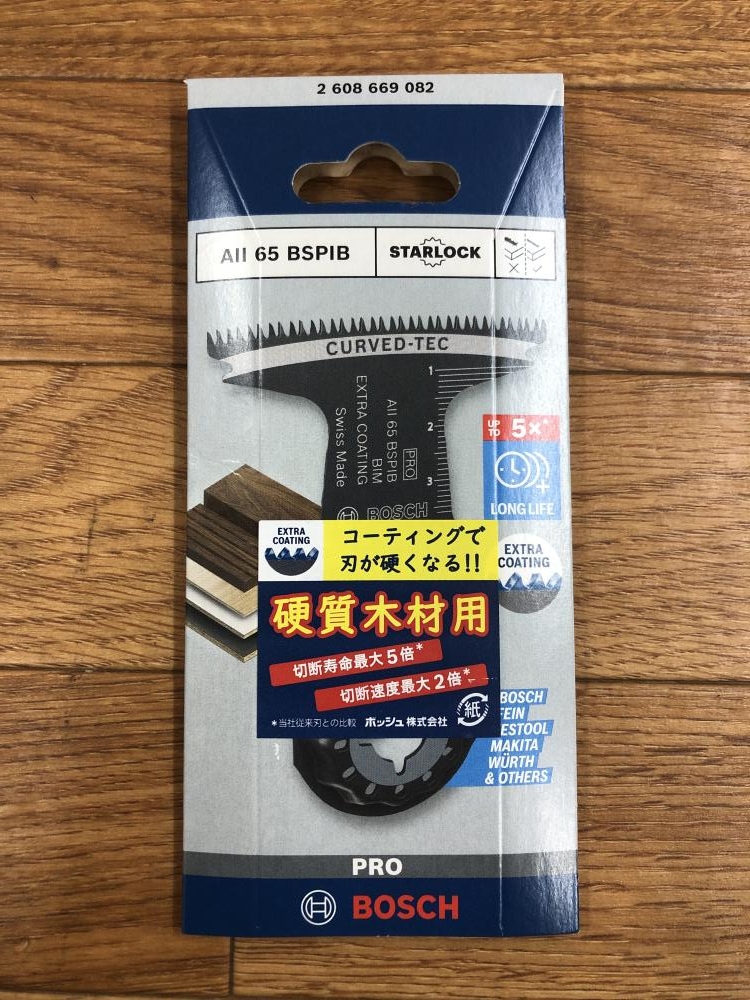 2 608 669 082
AII 65 BSPIB
STARLOCK
CURVED-TEC
1
2
3
PRO
AII 65 BSPIB
BIM
EXTRA COATING
Swiss Made
BOSCH
UP TO 5×*
LONG LIFE
EXTRA
COATING
EXTRA
COATING
コーティングで
刃が硬くなる!!
硬質木材用
切断寿命最大5倍*
切断速度最大2倍*
*当社従来刃との比較 ボッシュ株式会社
紙
BOSCH
FEIN
ESTOOL
MAKITA
WÜRTH
& OTHERS
PRO
BOSCH